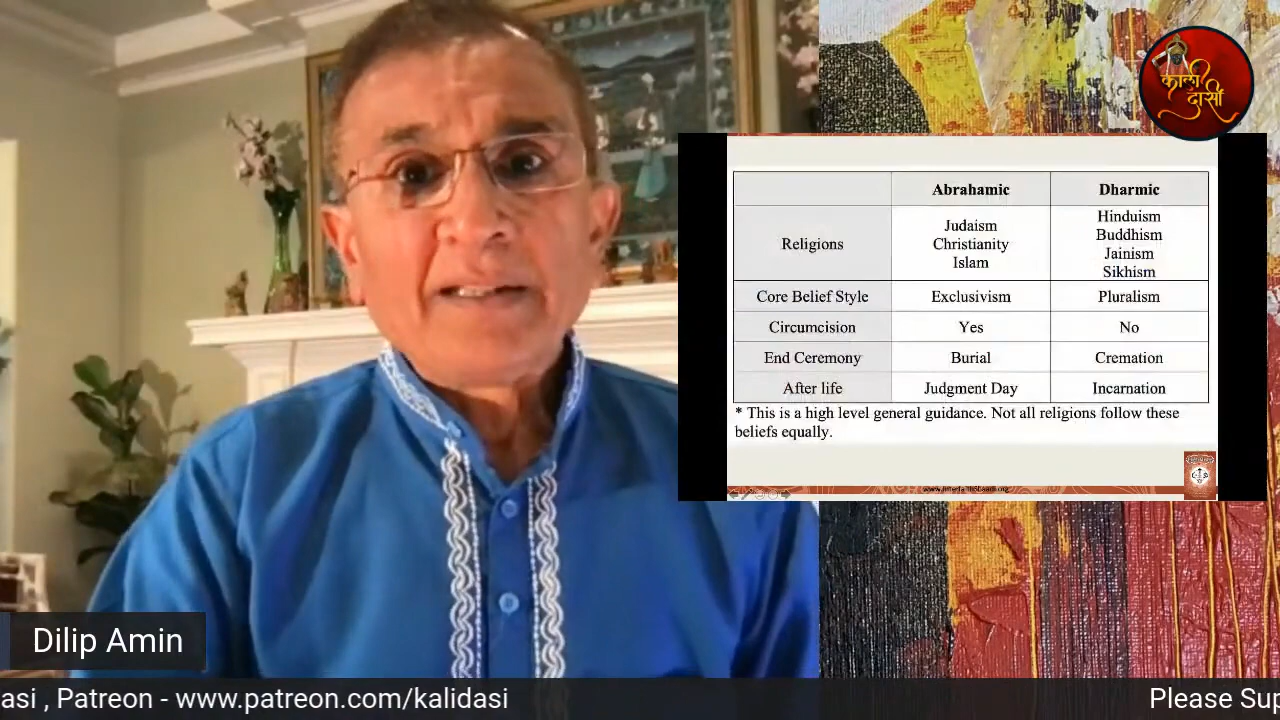 काली
दासी
Abrahamic Dharmic
Religions Judaism Christianity Islam Hinduism Buddhism Jainism Sikhism
Core Belief Style Exclusivism Pluralism
Circumcision Yes No
End Ceremony Burial Cremation
After life Judgment Day Incarnation
* This is a high level general guidance. Not all religions follow these
beliefs equally.
Dilip Amin
asi , Patreon - www.patreon.com/kalidasi
Please Sup